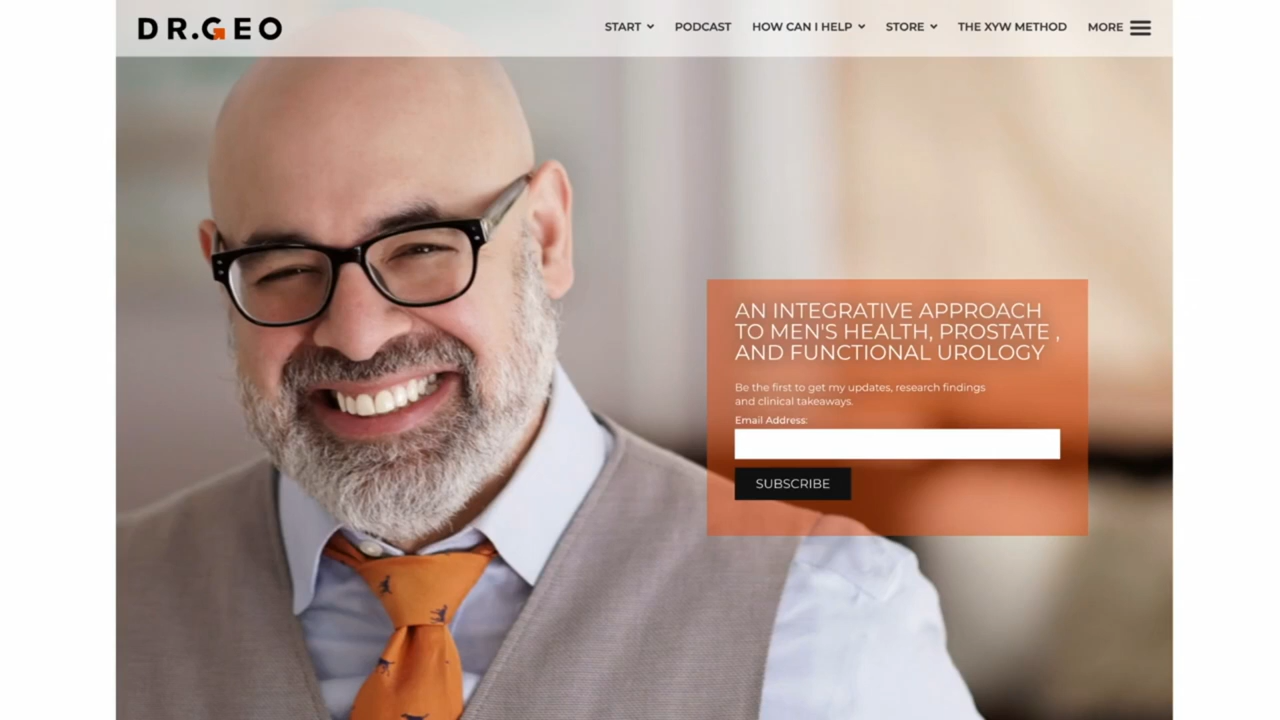 DR.GEO
START
PODCAST
HOW CAN I HELP
STORE
THE XYW METHOD
MORE
AN INTEGRATIVE APPROACH
TO MEN'S HEALTH, PROSTATE ,
AND FUNCTIONAL UROLOGY
Be the first to get my updates, research findings
and clinical takeaways.
Email Address:
SUBSCRIBE